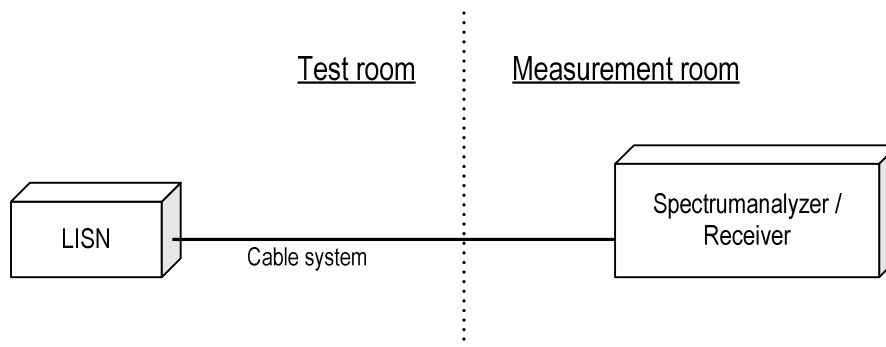 Test room
Measurement room
LISN
Cable system
Spectrumanalyzer /
Receiver